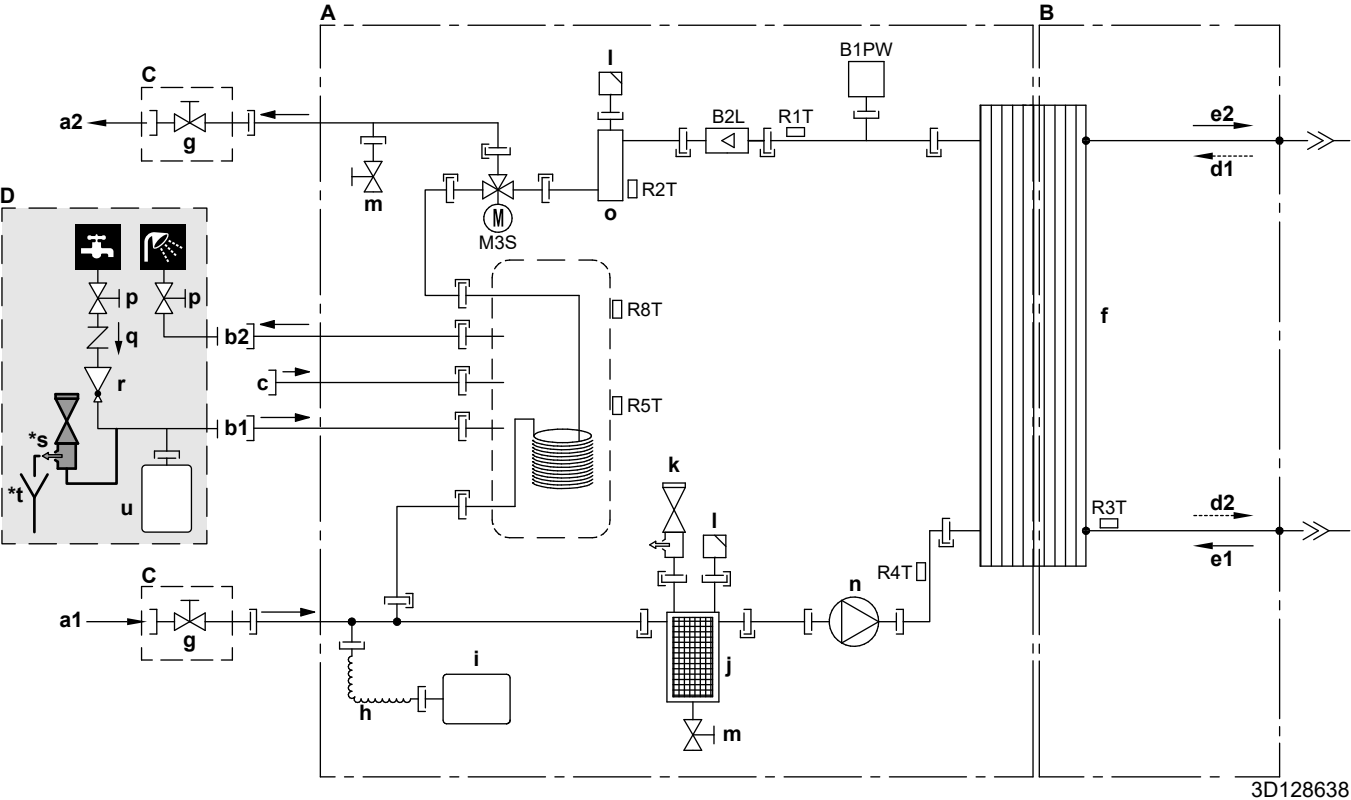 A
B
C
l
B1PW
a2
g
B2L
R1T
e2
d1
m
R2T
o
D
M
M3S
p
p
q
b2
R8T
f
r
c
R5T
b1
*s
k
*t
u
l
R3T
d2
e1
C
R4T
n
a1
g
i
j
h
m
3D128638